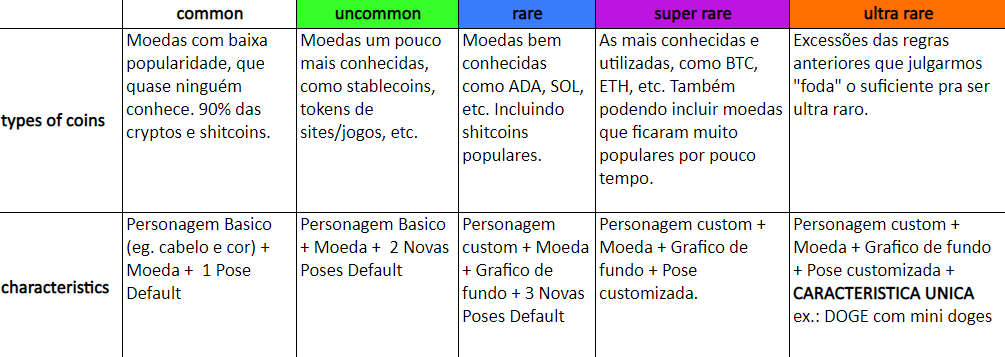 common uncommon rare super rare ultra rare
types of coins
Moedas com baixa
popularidade, que
quase ninguém
conhece. 90% das
cryptos e shitcoins.
Moedas um pouco
mais conhecidas,
como stablecoins,
tokens de
sites/jogos, etc.
Moedas bem
conhecidas
como ADA, SOL,
etc. Incluindo
shitcoins
populares.
As mais conhecidas e
utilizadas, como BTC,
ETH, etc. Também
podendo incluir moedas
que ficaram muito
populares por pouco
tempo.
Excessões das regras
anteriores que julgarmos
"foda" o suficiente pra ser
ultra raro.
characteristics
Personagem Basico
(eg. cabelo e cor) +
Moeda + 1 Pose
Default
Personagem Basico
+ Moeda + 2 Novas
Poses Default
Personagem
custom + Moeda
+ Grafico de
fundo + 3 Novas
Poses Default
Personagem custom +
Moeda + Grafico de
fundo + Pose
customizada.
Personagem custom +
Moeda + Grafico de fundo
+ Pose customizada +
CARACTERISTICA UNICA
ex.: DOGE com mini doges